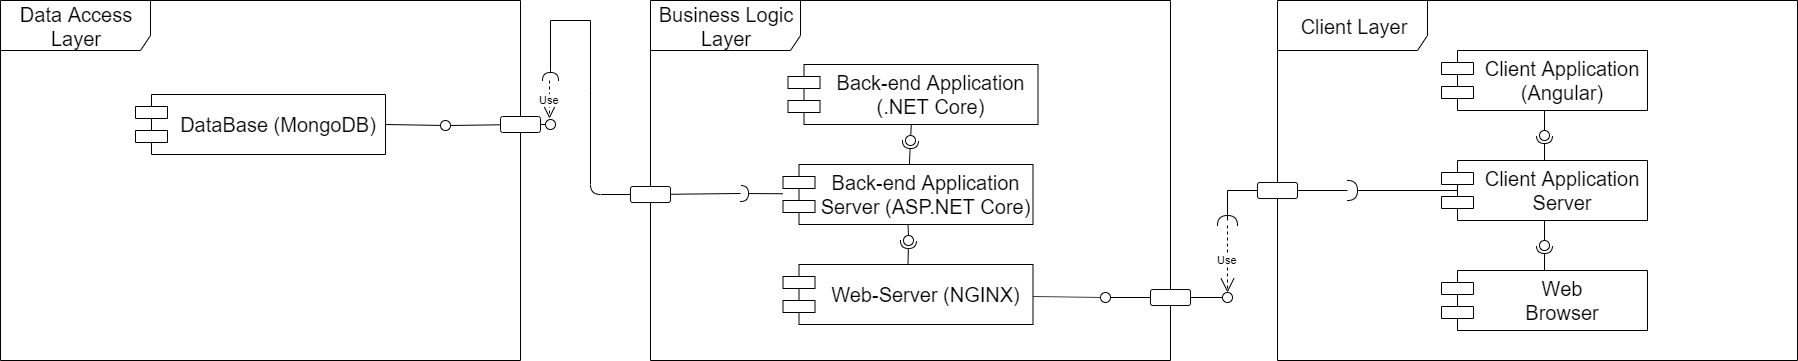 Data Access
Layer
DataBase (MongoDB)
Use
Business Logic
Layer
Back-end Application
(.NET Core)
Back-end Application
Server (ASP.NET Core)
Web-Server (NGINX)
Use
Client Layer
Client Application
(Angular)
Client Application
Server
Web
Browser